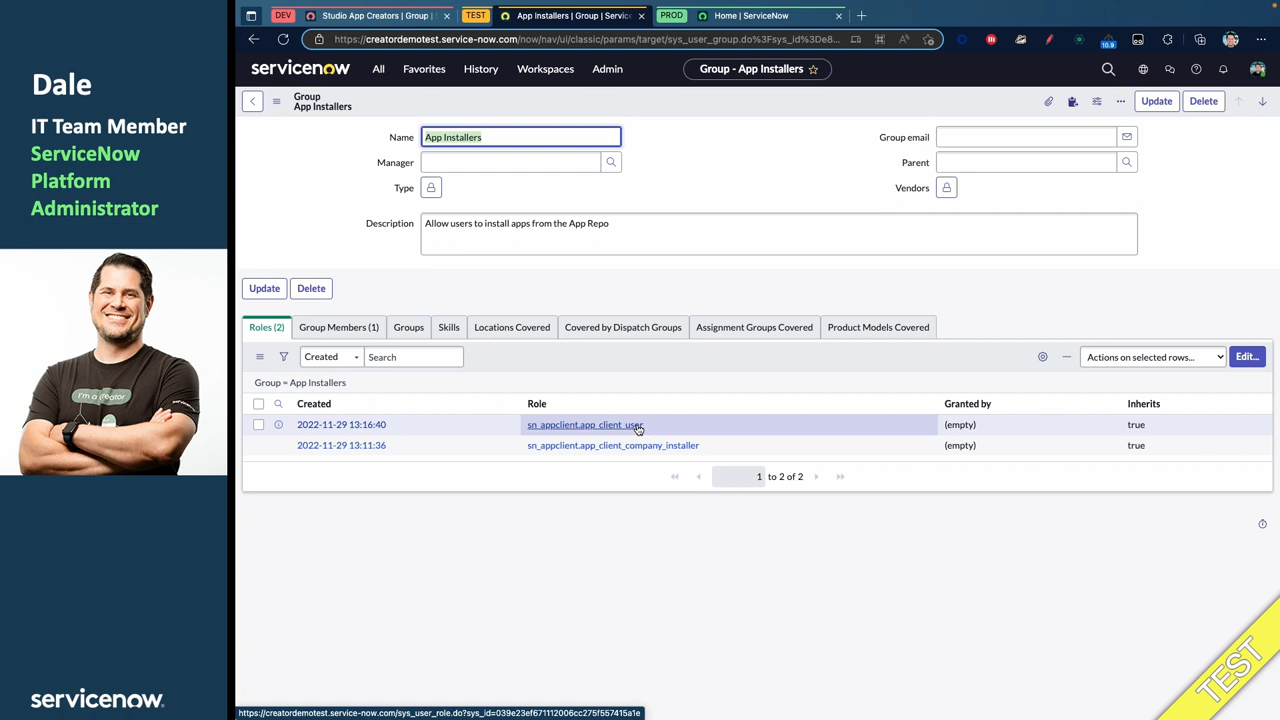 DEV
Studio App Creators | Group |
TEST
App Installers | Group | Service
PROD
Home | ServiceNow
https://creatordemotest.service-now.com/now/nav/ui/classic/params/target/sys_user_group.do%3Fsys_id%3De8...
10.9
servicenow
All
Favorites
History
Workspaces
Admin
Group - App Installers
Dale
IT Team Member
ServiceNow
Platform
Administrator
Group
App Installers
Update
Delete
Name
App Installers
Group email
Manager
Parent
Type
Vendors
Description
Allow users to install apps from the App Repo
Update
Delete
Roles (2)
Group Members (1)
Groups
Skills
Locations Covered
Covered by Dispatch Groups
Assignment Groups Covered
Product Models Covered
Created
Search
Actions on selected rows...
Edit...
Group = App Installers
Created
Role
Granted by
Inherits
2022-11-29 13:16:40
sn_appclient.app_client_user
(empty)
true
2022-11-29 13:11:36
sn_appclient.app_client_company_installer
(empty)
true
1
to 2 of 2
I'm a creator
TEST
servicenow.
https://creatordemotest.service-now.com/sys_user_role.do?sys_id=039e23ef671112006cc275f557415a1e